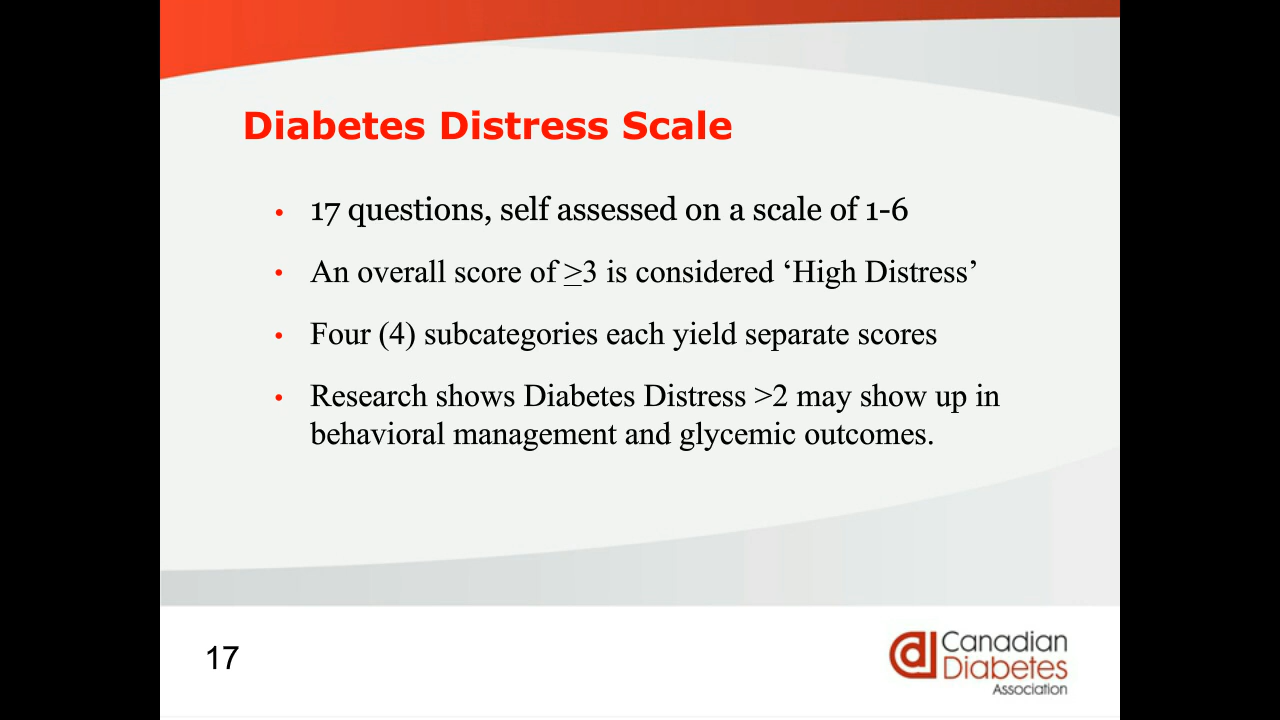 Diabetes Distress Scale
• 17 questions, self assessed on a scale of 1-6
• An overall score of ≥3 is considered ‘High Distress’
• Four (4) subcategories each yield separate scores
• Research shows Diabetes Distress >2 may show up in
behavioral management and glycemic outcomes.
17
Canadian
Diabetes
Association